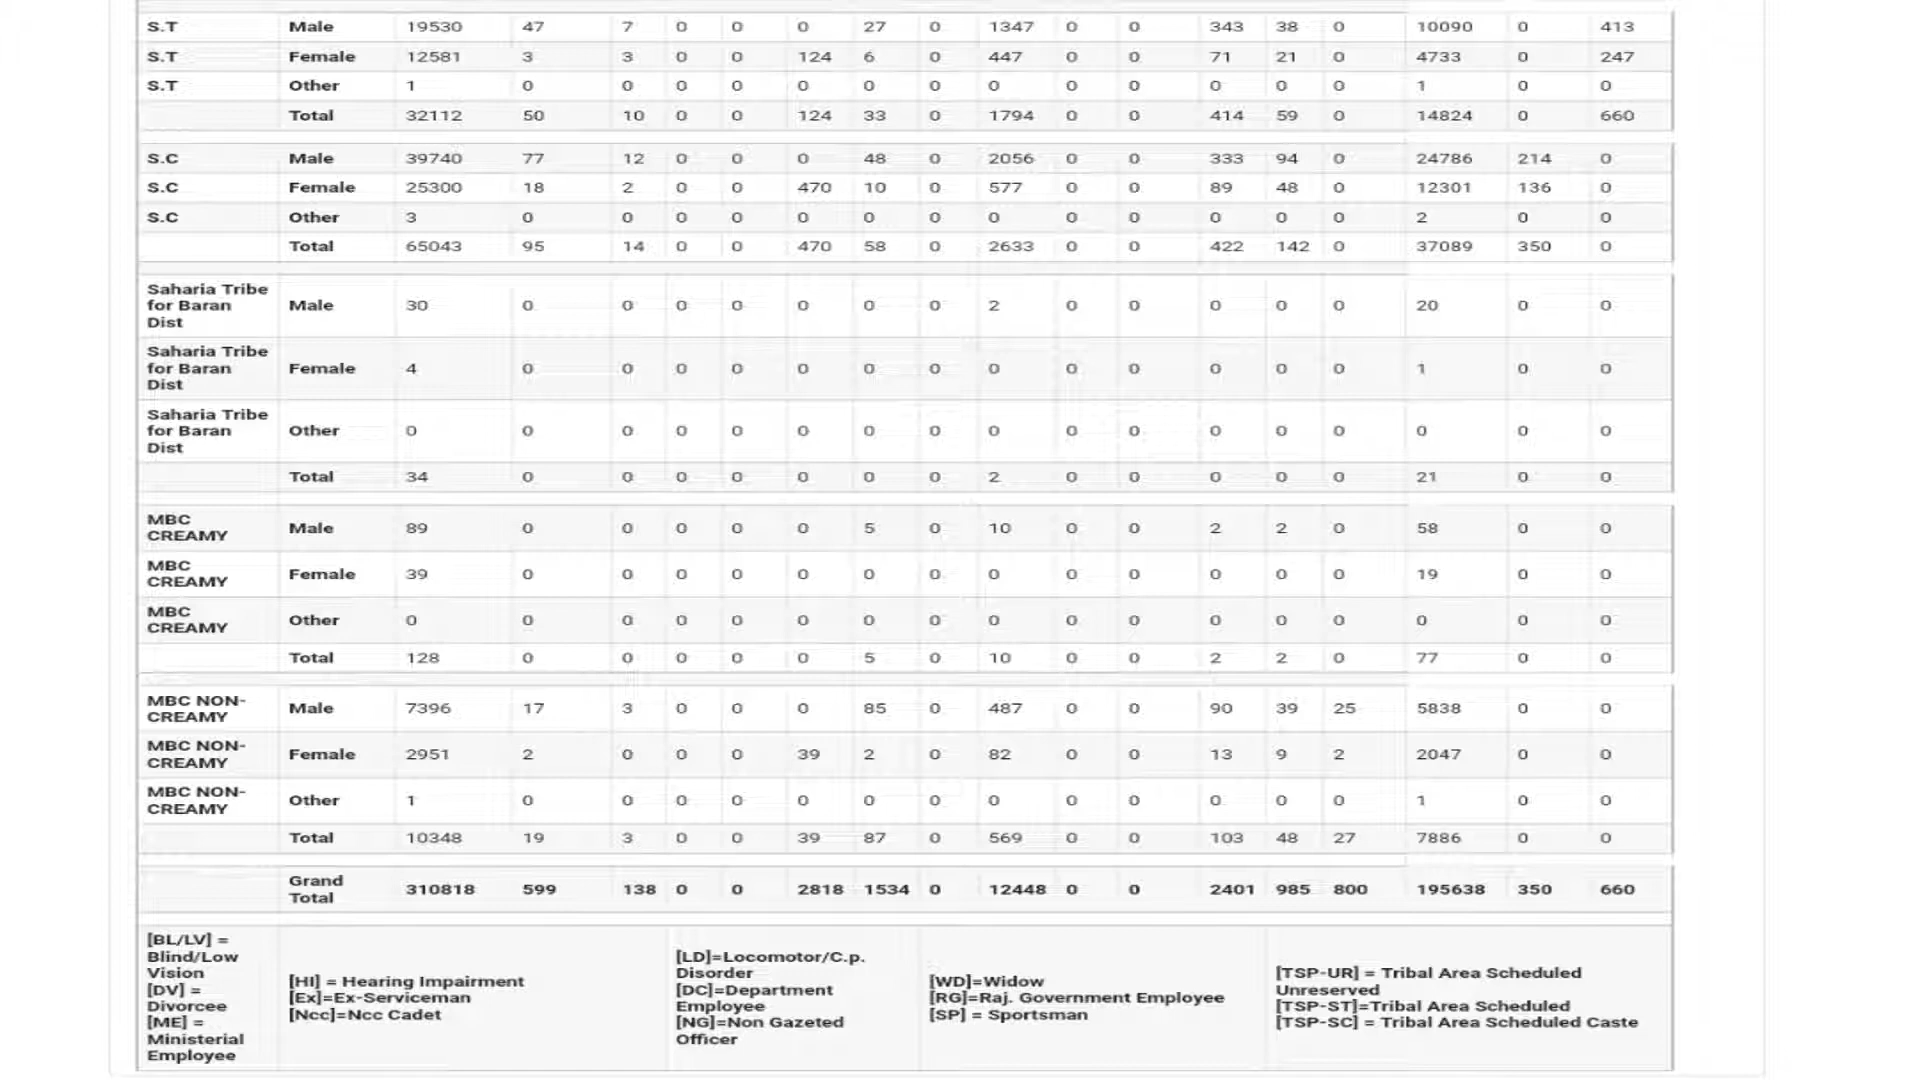 S.T Male 19530 47 7 0 0 0 27 0 1347 0 0 343 38 0 10090 0 413
S.T Female 12581 3 3 0 0 124 6 0 447 0 0 71 21 0 4733 0 247
S.T Other 1 0 0 0 0 0 0 0 0 0 0 0 0 0 1 0 0
Total 32112 50 10 0 0 124 33 0 1794 0 0 414 59 0 14824 0 660
S.C Male 39740 77 12 0 0 0 48 0 2056 0 0 333 94 0 24786 214 0
S.C Female 25300 18 2 0 0 470 10 0 577 0 0 89 48 0 12301 136 0
S.C Other 3 0 0 0 0 0 0 0 0 0 0 0 0 0 2 0 0
Total 65043 95 14 0 0 470 58 0 2633 0 0 422 142 0 37089 350 0
Saharia Tribe
for Baran
Dist
Male 30 0 0 0 0 0 0 0 2 0 0 0 0 0 20 0 0
Saharia Tribe
for Baran
Dist
Female 4 0 0 0 0 0 0 0 0 0 0 0 0 0 1 0 0
Saharia Tribe
for Baran
Dist
Other 0 0 0 0 0 0 0 0 0 0 0 0 0 0 0 0 0
Total 34 0 0 0 0 0 0 0 2 0 0 0 0 0 21 0 0
MBC
CREAMY
Male 89 0 0 0 0 0 5 0 10 0 0 2 2 0 58 0 0
MBC
CREAMY
Female 39 0 0 0 0 0 0 0 0 0 0 0 0 0 19 0 0
MBC
CREAMY
Other 0 0 0 0 0 0 0 0 0 0 0 0 0 0 0 0 0
Total 128 0 0 0 0 0 5 0 10 0 0 2 2 0 77 0 0
MBC NON-
CREAMY
Male 7396 17 3 0 0 0 85 0 487 0 0 90 39 25 5838 0 0
MBC NON-
CREAMY
Female 2951 2 0 0 0 39 2 0 82 0 0 13 9 2 2047 0 0
MBC NON-
CREAMY
Other 1 0 0 0 0 0 0 0 0 0 0 0 0 0 1 0 0
Total 10348 19 3 0 0 39 87 0 569 0 0 103 48 27 7886 0 0
Grand
Total
310818 599 138 0 0 2818 1534 0 12448 0 0 2401 985 800 195638 350 660
[BL/LV] =
Blind/Low
Vision
[DV] =
Divorcee
[ME] =
Ministerial
Employee
[HI] = Hearing Impairment
[Ex]=Ex-Serviceman
[Ncc]=Ncc Cadet
[LD]=Locomotor/C.p.
Disorder
[DC]=Department
Employee
[NG]=Non Gazeted
Officer
[WD]=Widow
[RG]=Raj. Government Employee
[SP] = Sportsman
[TSP-UR] = Tribal Area Scheduled
Unreserved
[TSP-ST]=Tribal Area Scheduled
[TSP-SC] = Tribal Area Scheduled Caste